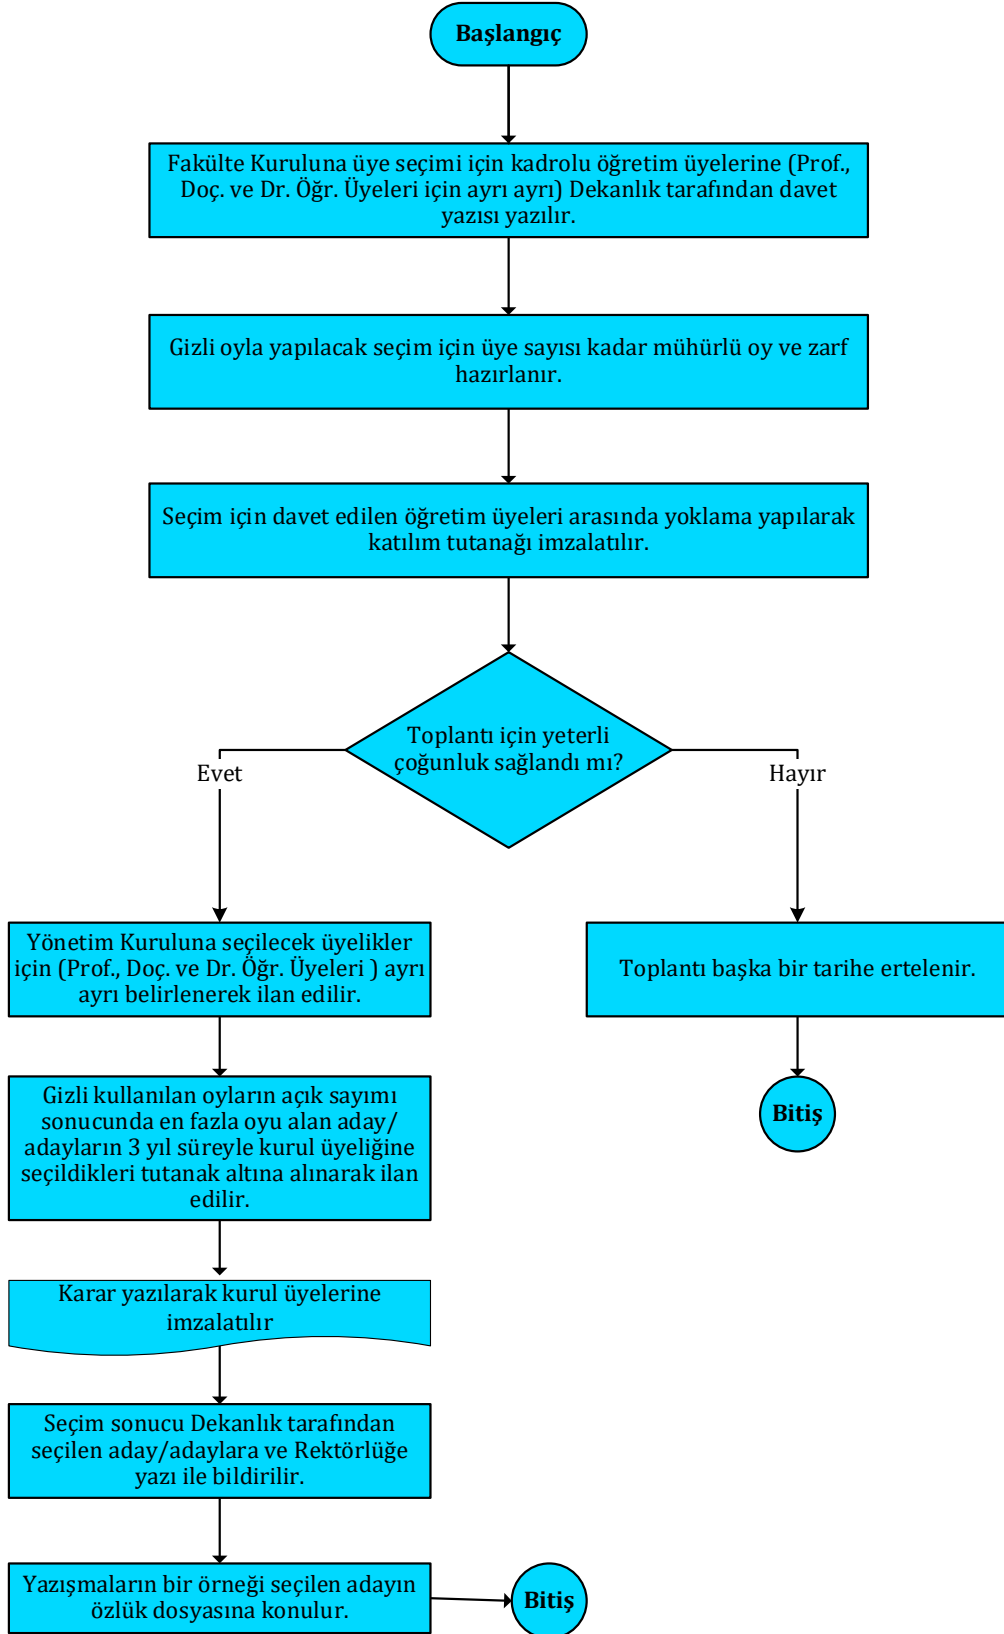 Başlangıç
Fakülte Kuruluna üye seçimi için kadrolu öğretim üyelerine (Prof.,
Doç. ve Dr. Öğr. Üyeleri için ayrı ayrı) Dekanlık tarafından davet
yazısı yazılır.
Gizli oyla yapılacak seçim için üye sayısı kadar mühürlü oy ve zarf
hazırlanır.
Seçim için davet edilen öğretim üyeleri arasında yoklama yapılarak
katılım tutanağı imzalatılır.
Toplantı için yeterli
çoğunluk sağlandı mı?
Evet
Hayır
Yönetim Kuruluna seçilecek üyelikler
için (Prof., Doç. ve Dr. Öğr. Üyeleri ) ayrı
ayrı belirlenerek ilan edilir.
Toplantı başka bir tarihe ertelenir.
Gizli kullanılan oyların açık sayımı
sonucunda en fazla oyu alan aday/
adayların 3 yıl süreyle kurul üyeliğine
seçildikleri tutanak altına alınarak ilan
edilir.
Bitiş
Karar yazılarak kurul üyelerine
imzalatılır
Seçim sonucu Dekanlık tarafından
seçilen aday/adaylara ve Rektörlüğe
yazı ile bildirilir.
Yazışmaların bir örneği seçilen adayın
özlük dosyasına konulur.
Bitiş